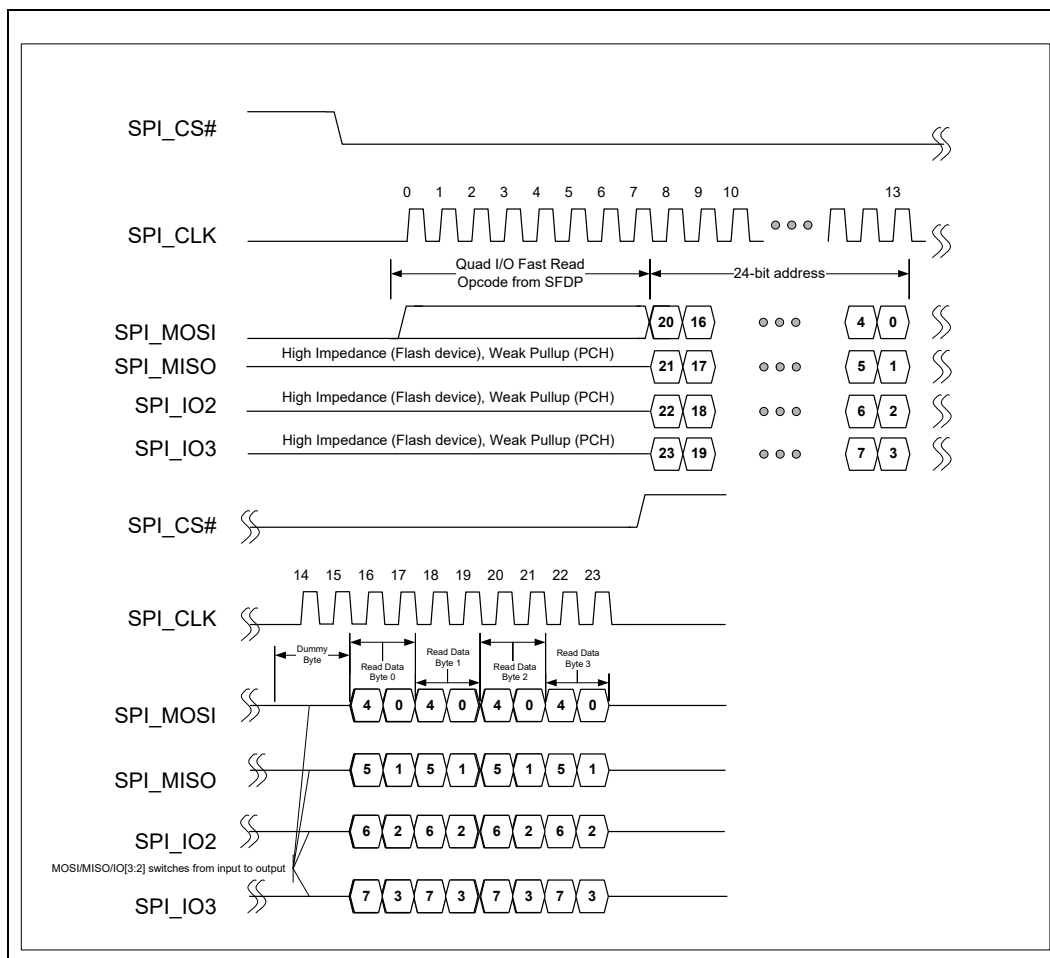 SPI_CS#
0 1 2 3 4 5 6 7 8 9 10 13
SPI_CLK
Quad I/O Fast Read
Opcode from SFDP
24-bit address
SPI_MOSI 20 16 4 0
High Impedance (Flash device), Weak Pullup (PCH)
SPI_MISO 21 17 5 1
High Impedance (Flash device), Weak Pullup (PCH)
SPI_IO2 22 18 6 2
High Impedance (Flash device), Weak Pullup (PCH)
SPI_IO3 23 19 7 3
SPI_CS#
14 15 16 17 18 19 20 21 22 23
SPI_CLK
Dummy
Byte
Read Data
Byte 0
Read Data
Byte 1
Read Data
Byte 2
Read Data
Byte 3
SPI_MOSI 4 0 4 0 4 0 4 0
SPI_MISO 5 1 5 1 5 1 5 1
SPI_IO2 6 2 6 2 6 2 6 2
MOSI/MISO/IO[3:2] switches from input to output
SPI_IO3 7 3 7 3 7 3 7 3